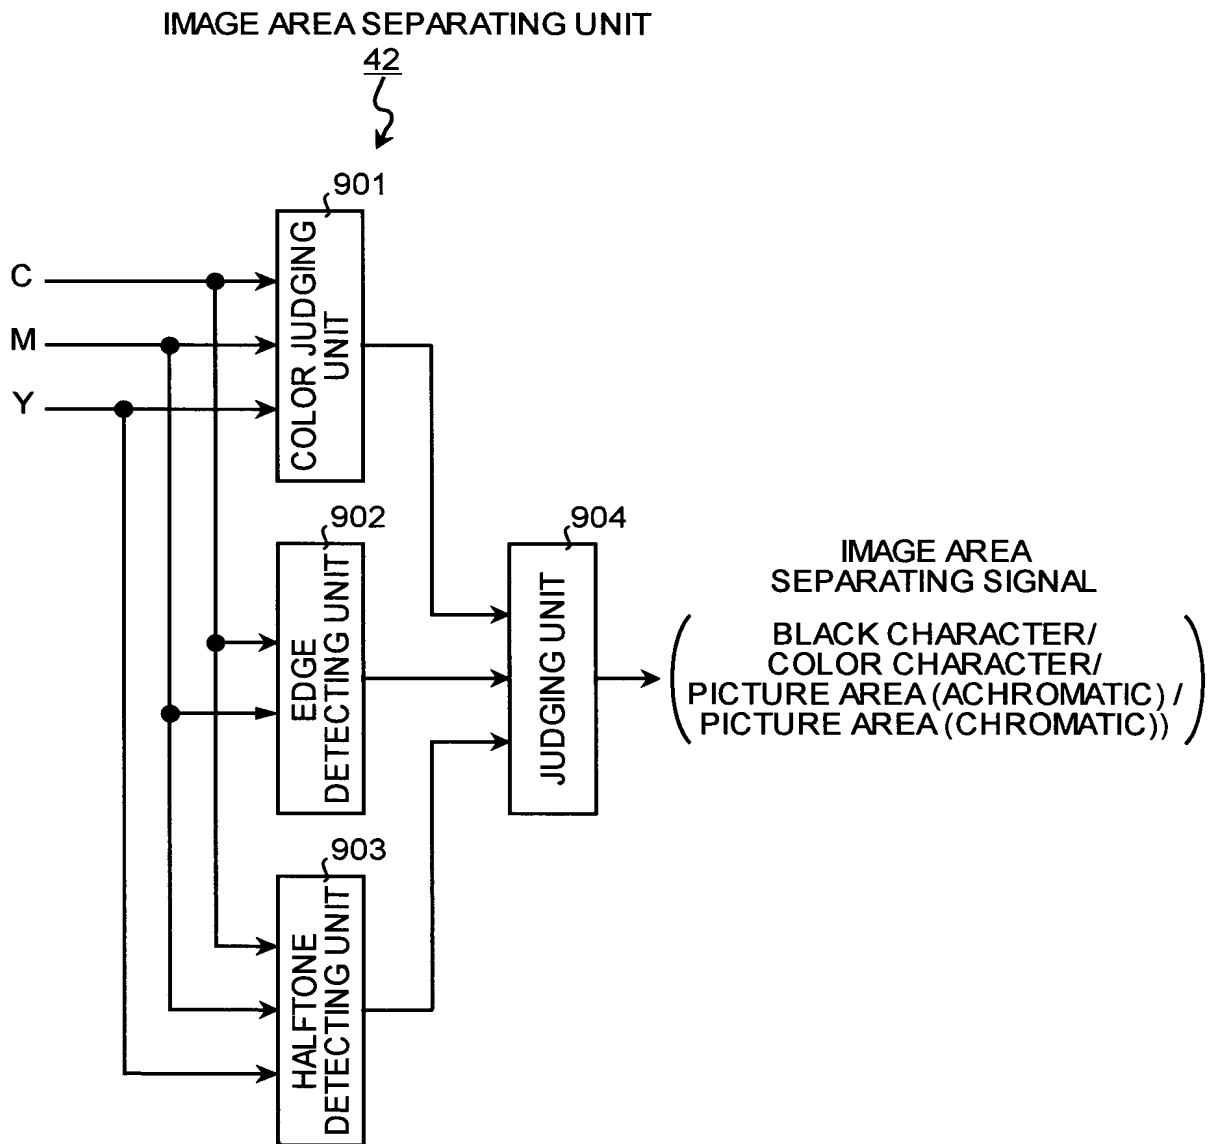 IMAGE AREA SEPARATING UNIT
42
901
C
M
Y
COLOR JUDGING
UNIT
902
EDGE
DETECTING UNIT
903
HALFTONE
DETECTING UNIT
904
JUDGING UNIT
IMAGE AREA
SEPARATING SIGNAL
( BLACK CHARACTER/
COLOR CHARACTER/
PICTURE AREA (ACHROMATIC) /
PICTURE AREA (CHROMATIC)) )